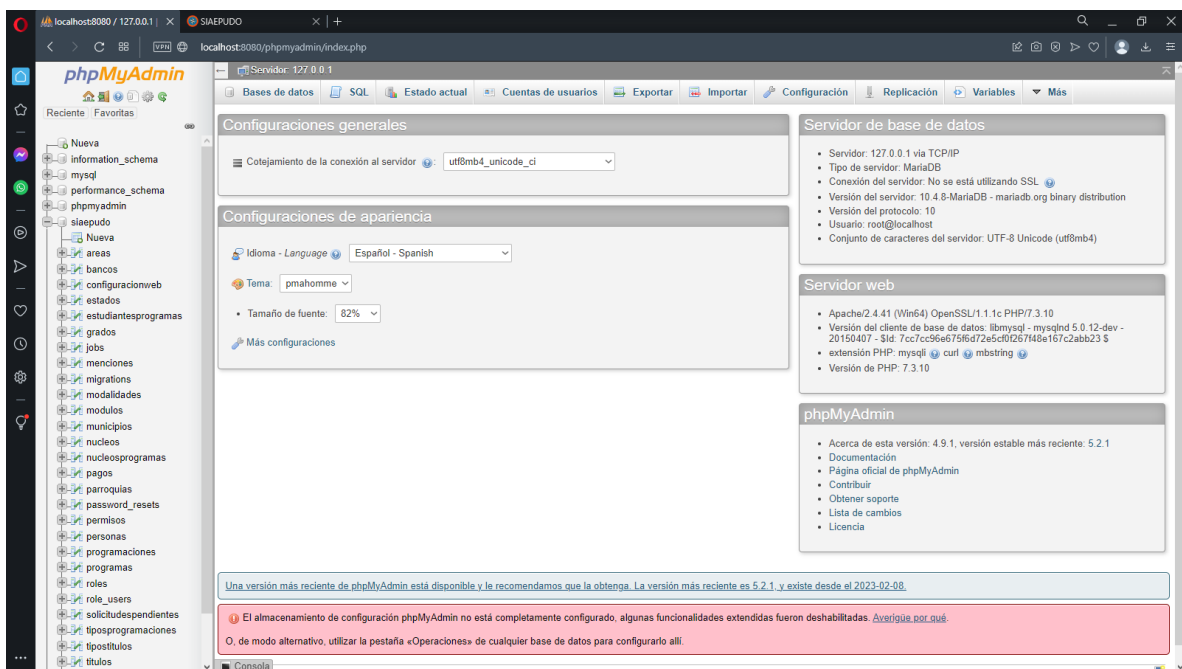 localhost:8080 / 127.0.0.1 |
SIAEPUDO
VPN
localhost:8080/phpmyadmin/index.php
phpMyAdmin
Reciente
Favoritas
Nueva
information_schema
mysql
performance_schema
phpmyadmin
siaepudo
Nueva
areas
bancos
configuracionweb
estados
estudiantesprogramas
grados
jobs
menciones
migrations
modalidades
modulos
municipios
nucleos
nucleosprogramas
pagos
parroquias
password_resets
permisos
personas
programaciones
programas
roles
role_users
solicitudespendientes
tiposprogramaciones
tipostitulos
titulos
Servidor: 127.0.0.1
Bases de datos
SQL
Estado actual
Cuentas de usuarios
Exportar
Importar
Configuración
Replicación
Variables
Más
Configuraciones generales
Cotejamiento de la conexión al servidor : utf8mb4_unicode_ci
Configuraciones de apariencia
Idioma - Language Español - Spanish
Tema: pmahomme
• Tamaño de fuente: 82%
Más configuraciones
Servidor de base de datos
• Servidor: 127.0.0.1 via TCP/IP
• Tipo de servidor: MariaDB
• Conexión del servidor: No se está utilizando SSL
• Versión del servidor: 10.4.8-MariaDB - mariadb.org binary distribution
• Versión del protocolo: 10
• Usuario: root@localhost
• Conjunto de caracteres del servidor: UTF-8 Unicode (utf8mb4)
Servidor web
• Apache/2.4.41 (Win64) OpenSSL/1.1.1c PHP/7.3.10
• Versión del cliente de base de datos: libmysql - mysqlnd 5.0.12-dev -
20150407 - $Id: 7cc7cc96e675f6d72e5cf0f267f48e167c2abb23 $
• extensión PHP: mysqli curl mbstring
• Versión de PHP: 7.3.10
phpMyAdmin
• Acerca de esta versión: 4.9.1, versión estable más reciente: 5.2.1
• Documentación
• Página oficial de phpMyAdmin
• Contribuir
• Obtener soporte
• Lista de cambios
• Licencia
Una versión más reciente de phpMyAdmin está disponible y le recomendamos que la obtenga. La versión más reciente es 5.2.1, y existe desde el 2023-02-08.
El almacenamiento de configuración phpMyAdmin no está completamente configurado, algunas funcionalidades extendidas fueron deshabilitadas. Averigüe por qué.
O, de modo alternativo, utilizar la pestaña «Operaciones» de cualquier base de datos para configurarlo allí.
Consola